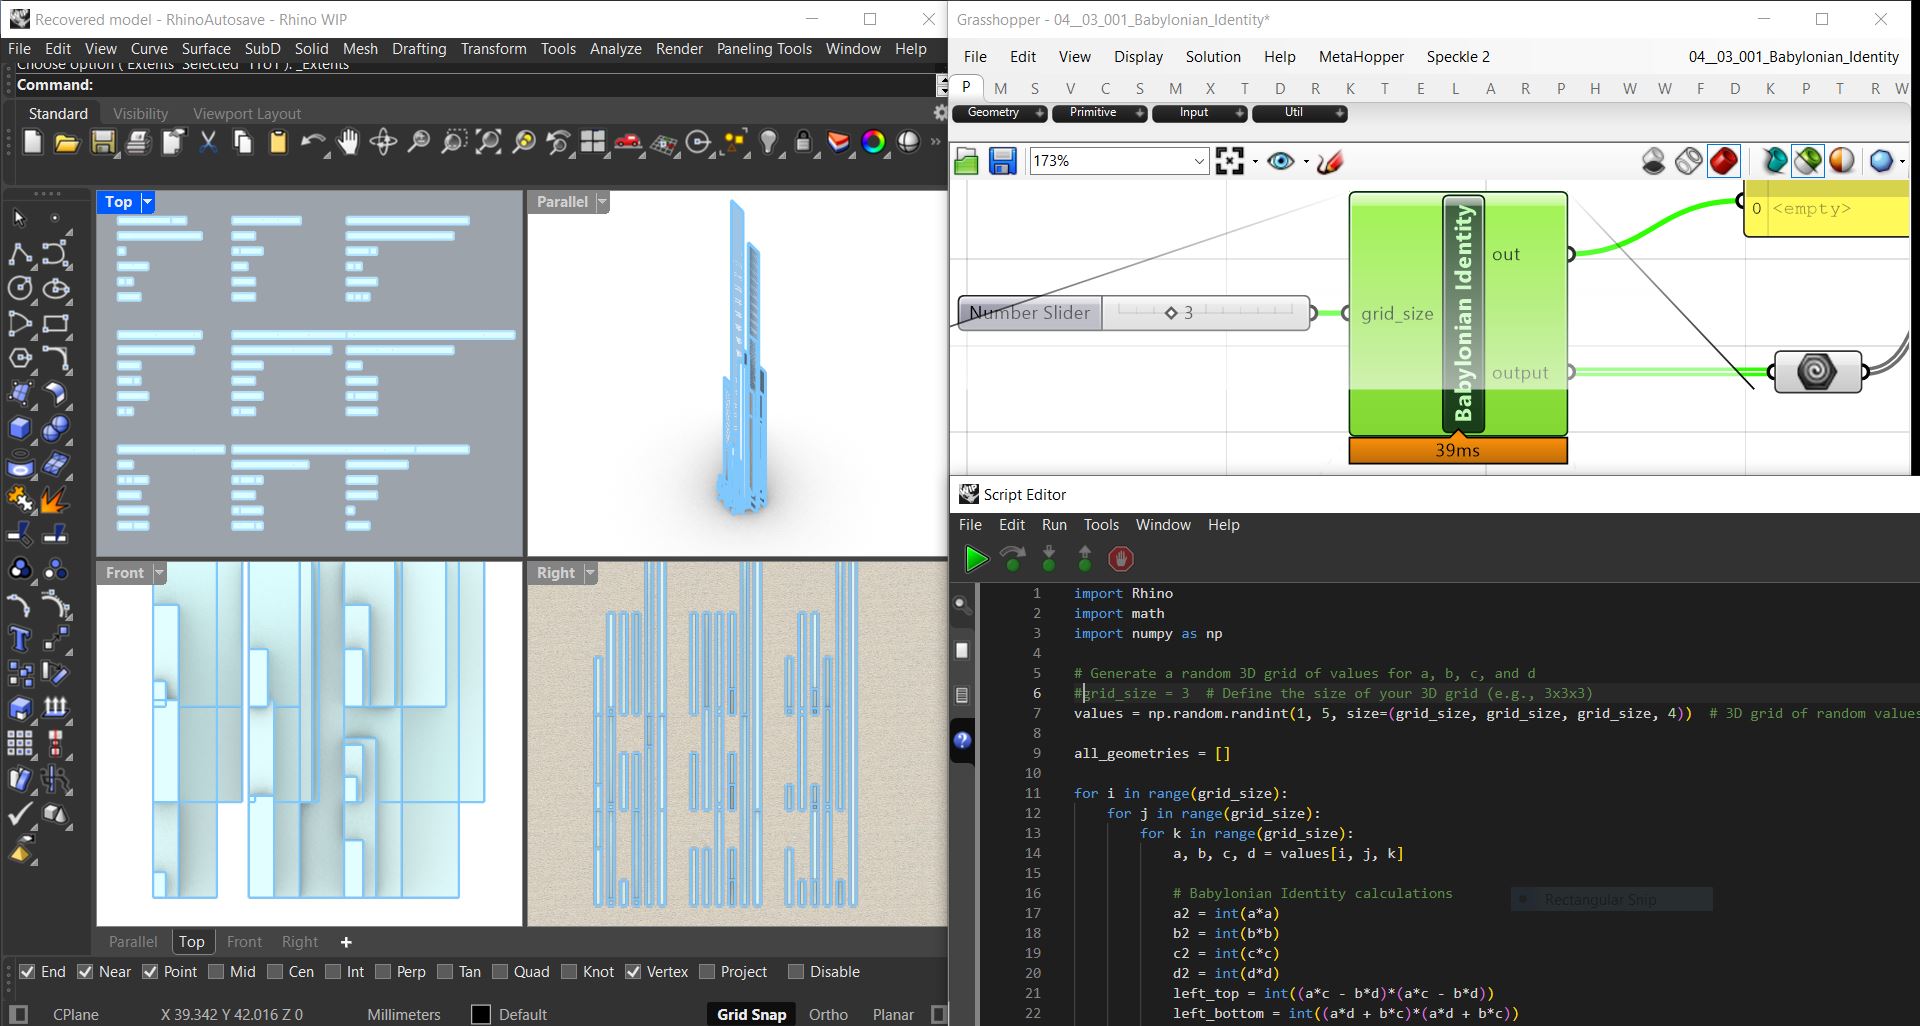 Recovered model - RhinoAutosave - Rhino WIP
File Edit View Curve Surface SubD Solid Mesh Drafting Transform Tools Analyze Render Paneling Tools Window Help
Command:
Standard Visibility Viewport Layout
Top
Parallel
Front
Right
Parallel Top Front Right +
End Near Point Mid Cen Int Perp Tan Quad Knot Vertex Project Disable
CPlane X 39.342 Y 42.016 Z 0 Millimeters Default Grid Snap Ortho Planar
Grasshopper - 04__03_001_Babylonian_Identity*
File Edit View Display Solution Help MetaHopper Speckle 2 04__03_001_Babylonian_Identity
P M S V C S M X T D R K T E L A R P H W W F D K P T R W
Geometry Primitive Input Util
173%
0 <empty>
Number Slider 3
grid_size
Babylonian Identity
out
output
39ms
Script Editor
File Edit Run Tools Window Help
1 import Rhino
2 import math
3 import numpy as np
4
5 # Generate a random 3D grid of values for a, b, c, and d
6 #grid_size = 3 # Define the size of your 3D grid (e.g., 3x3x3)
7 values = np.random.randint(1, 5, size=(grid_size, grid_size, grid_size, 4)) # 3D grid of random values
8
9 all_geometries = []
10
11 for i in range(grid_size):
12 for j in range(grid_size):
13 for k in range(grid_size):
14 a, b, c, d = values[i, j, k]
15
16 # Babylonian Identity calculations
17 a2 = int(a*a)
18 b2 = int(b*b)
19 c2 = int(c*c)
20 d2 = int(d*d)
21 left_top = int((a*c - b*d)*(a*c - b*d))
22 left_bottom = int((a*d + b*c)*(a*d + b*c))
Rectangular Snip